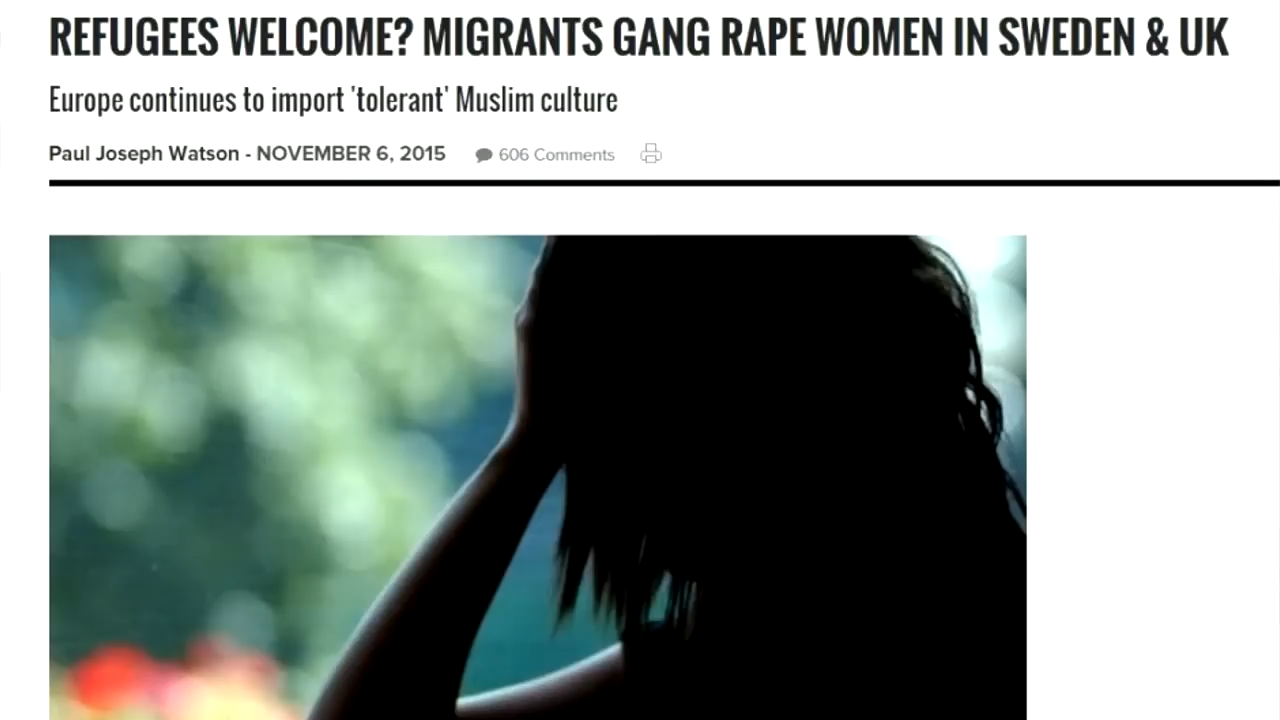 REFUGEES WELCOME? MIGRANTS GANG RAPE WOMEN IN SWEDEN & UK
Europe continues to import 'tolerant' Muslim culture
Paul Joseph Watson - NOVEMBER 6, 2015 606 Comments